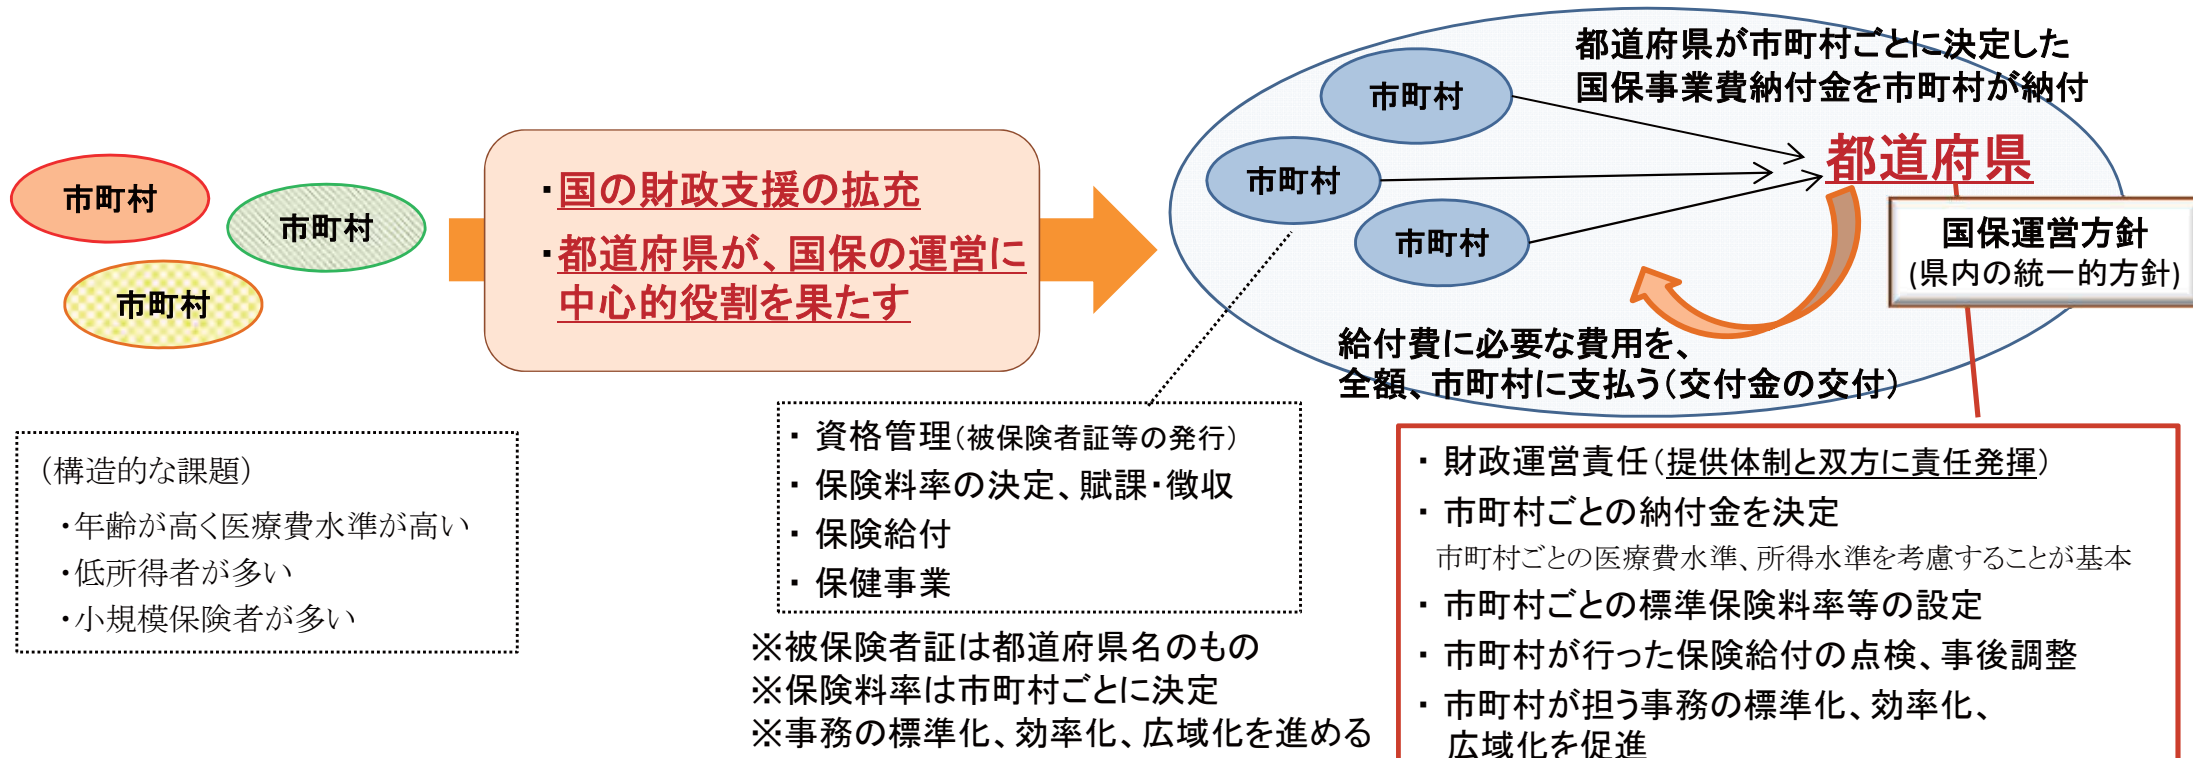 市町村
市町村
市町村
(構造的な課題)
・年齢が高く医療費水準が高い
・低所得者が多い
・小規模保険者が多い
・国の財政支援の拡充
・都道府県が、国保の運営に
中心的役割を果たす
都道府県が市町村ごとに決定した
国保事業費納付金を市町村が納付
市町村
市町村
市町村
都道府県
国保運営方針
(県内の統一的方針)
給付費に必要な費用を、
全額、市町村に支払う(交付金の交付)
・ 資格管理(被保険者証等の発行)
・ 保険料率の決定、賦課・徴収
・ 保険給付
・ 保健事業
※被保険者証は都道府県名のもの
※保険料率は市町村ごとに決定
※事務の標準化、効率化、広域化を進める
・ 財政運営責任(提供体制と双方に責任発揮)
・ 市町村ごとの納付金を決定
市町村ごとの医療費水準、所得水準を考慮することが基本
・ 市町村ごとの標準保険料率等の設定
・ 市町村が行った保険給付の点検、事後調整
・ 市町村が担う事務の標準化、効率化、
広域化を促進